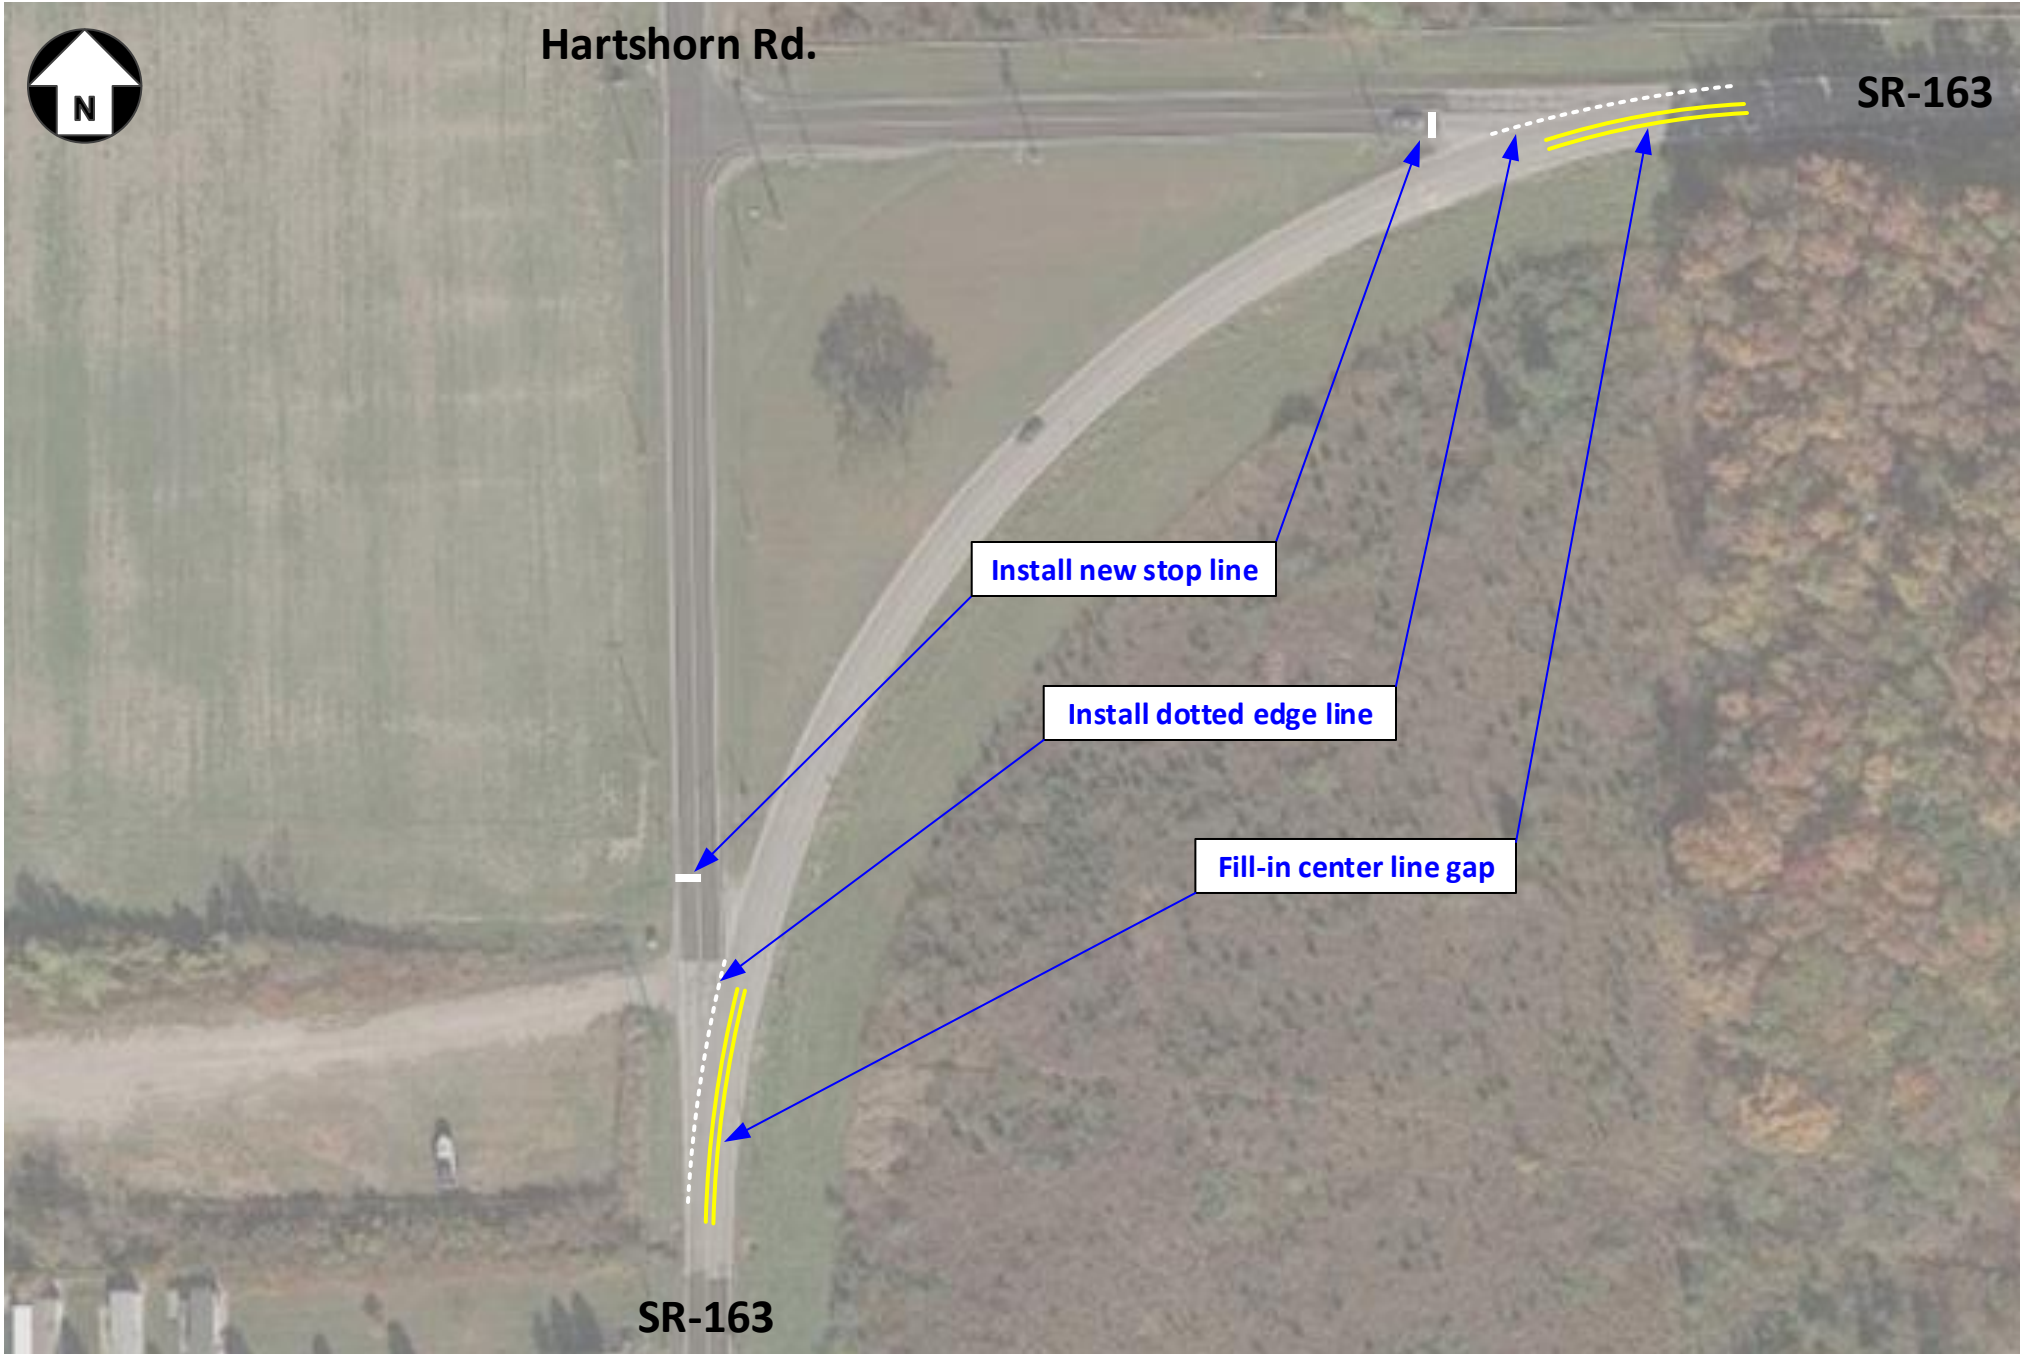 Hartshorn Rd.
N
SR-163
Install new stop line
Install dotted edge line
Fill-in center line gap
SR-163